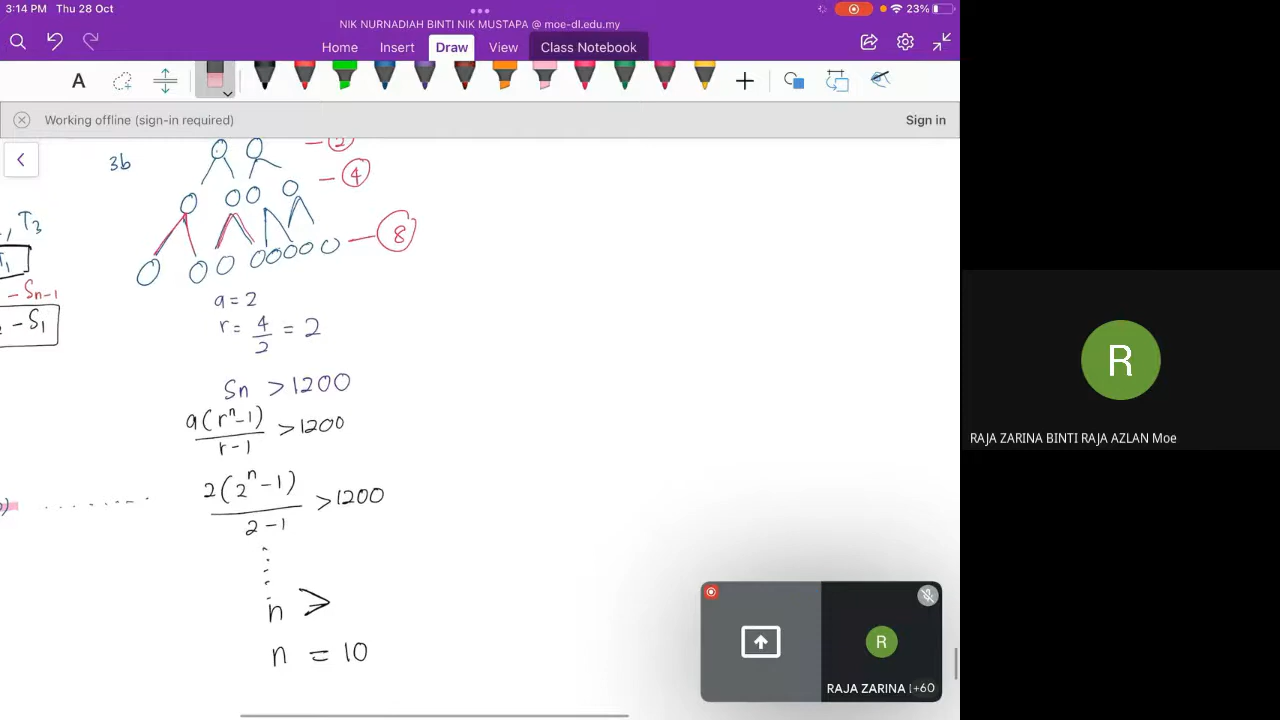 3:14 PM Thu 28 Oct
23%
NIK NURNADIAH BINTI NIK MUSTAPA @ moe-dl.edu.my
Home Insert Draw View Class Notebook
A
Working offline (sign-in required)
Sign in
3b
2
4
, T3
8
T1
- Sn-1
- S1
a = 2
r = 4/2 = 2
Sn > 1200
a(r^n-1)/r-1 > 1200
2(2^n-1)/2-1 > 1200
n >
n = 10
R
RAJA ZARINA BINTI RAJA AZLAN Moe
R
RAJA ZARINA
+60